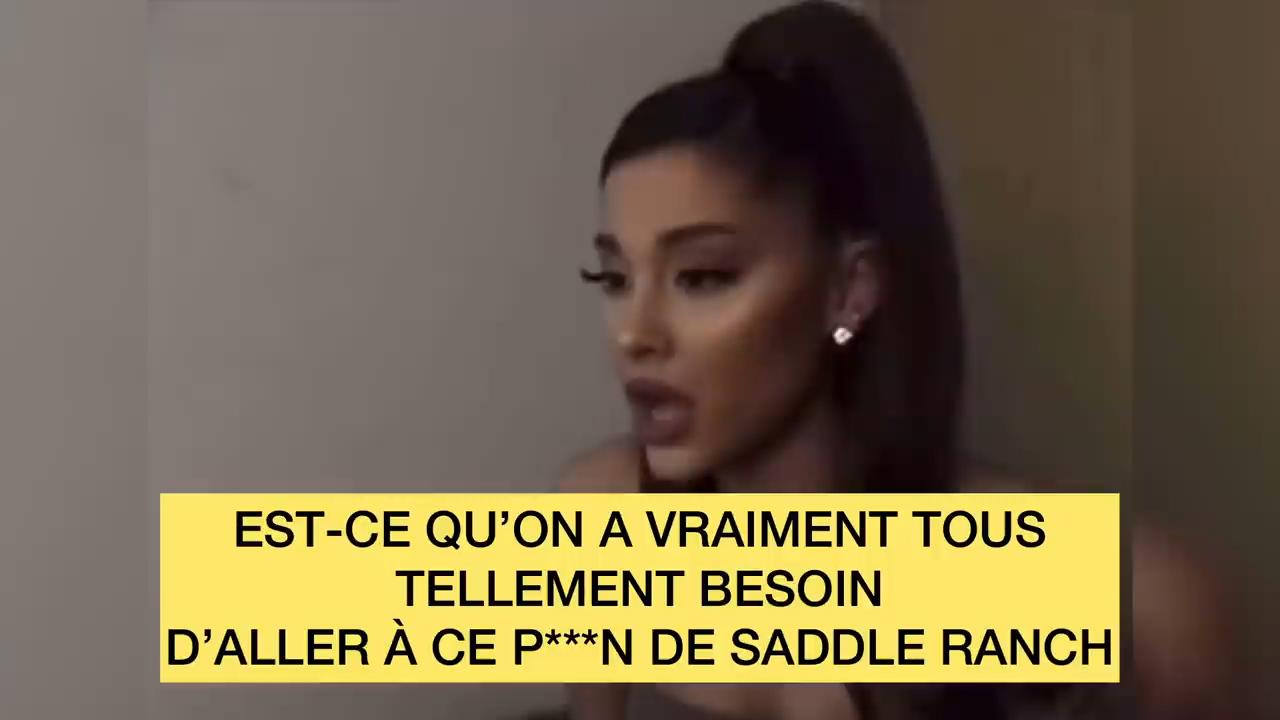 EST-CE QU’ON A VRAIMENT TOUS
TELLEMENT BESOIN
D’ALLER À CE P***N DE SADDLE RANCH